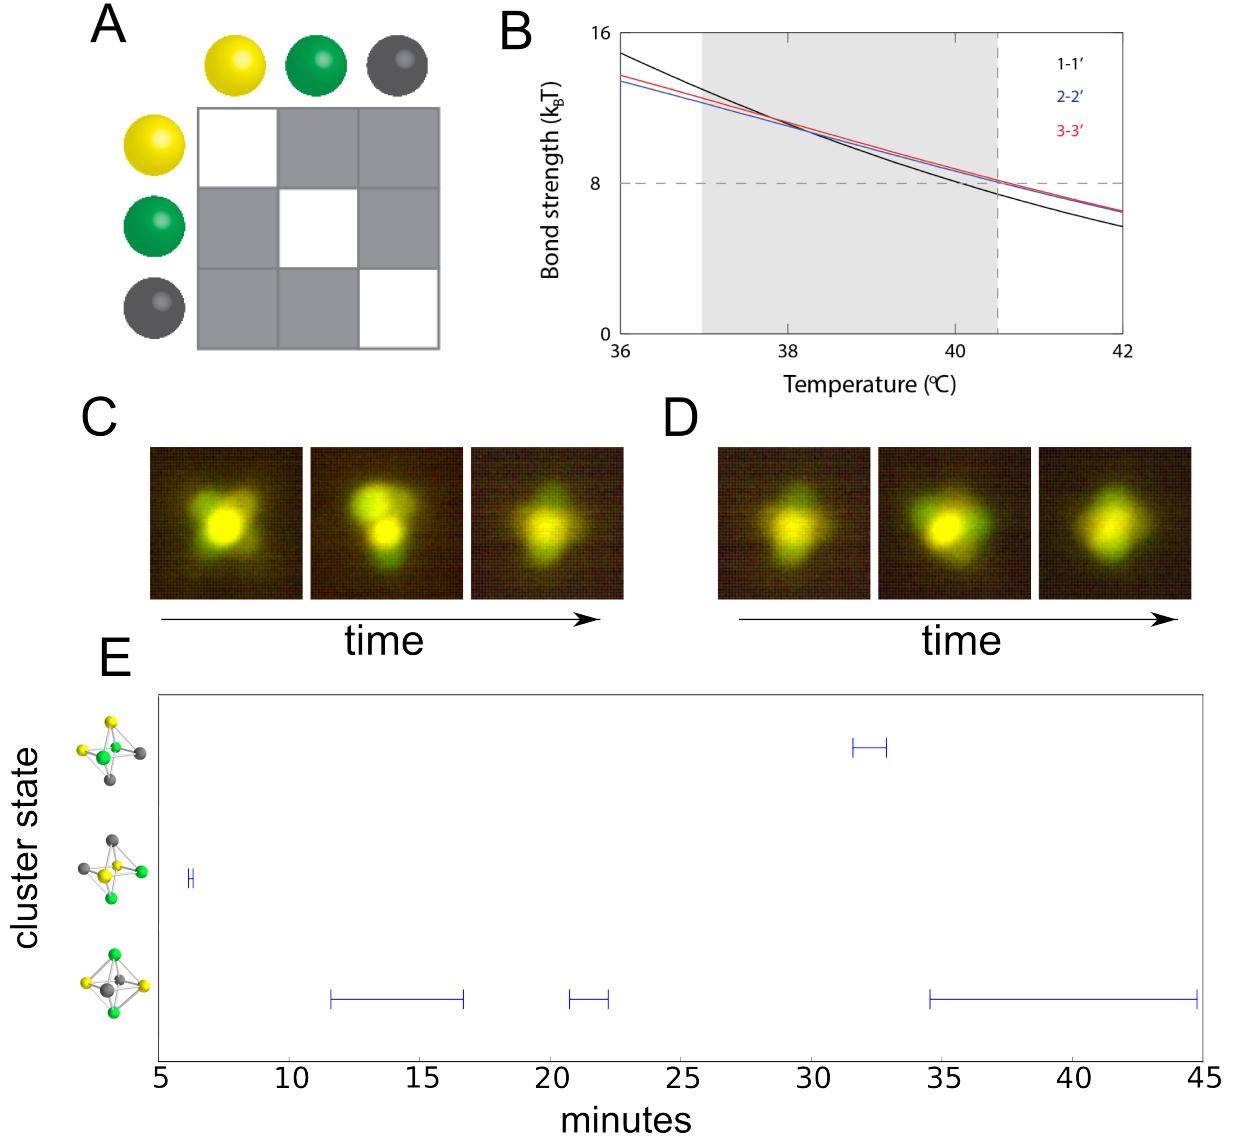 A
B
16
8
0
Bond strength (kBT)
1-1'
2-2'
3-3'
36
38
40
42
Temperature (°C)
C
D
time
time
E
cluster state
5
10
15
20
25
30
35
40
45
minutes